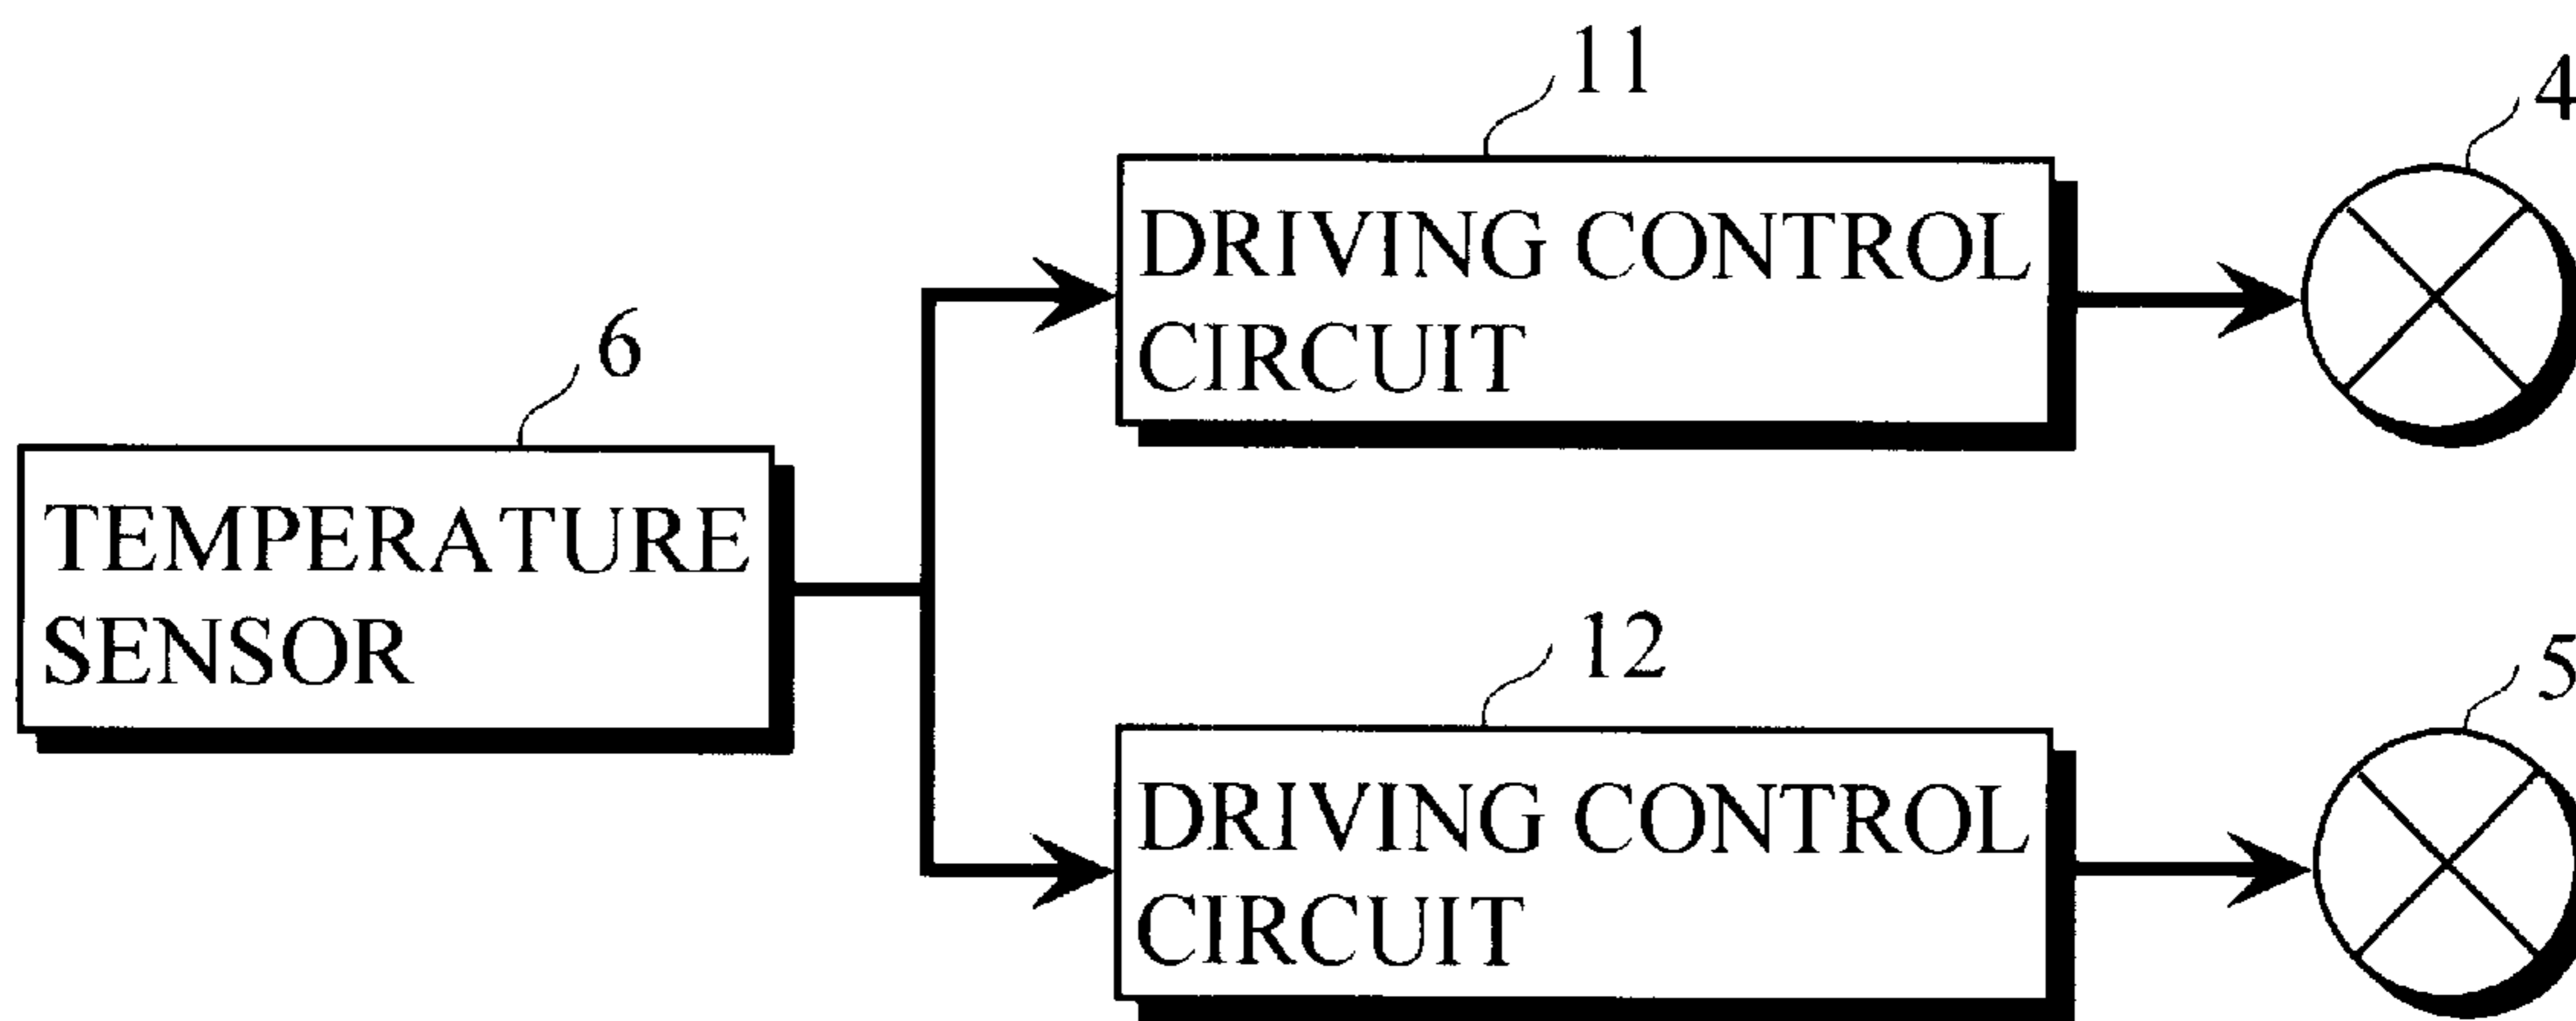 11
4
DRIVING CONTROL
CIRCUIT
6
TEMPERATURE
SENSOR
12
5
DRIVING CONTROL
CIRCUIT